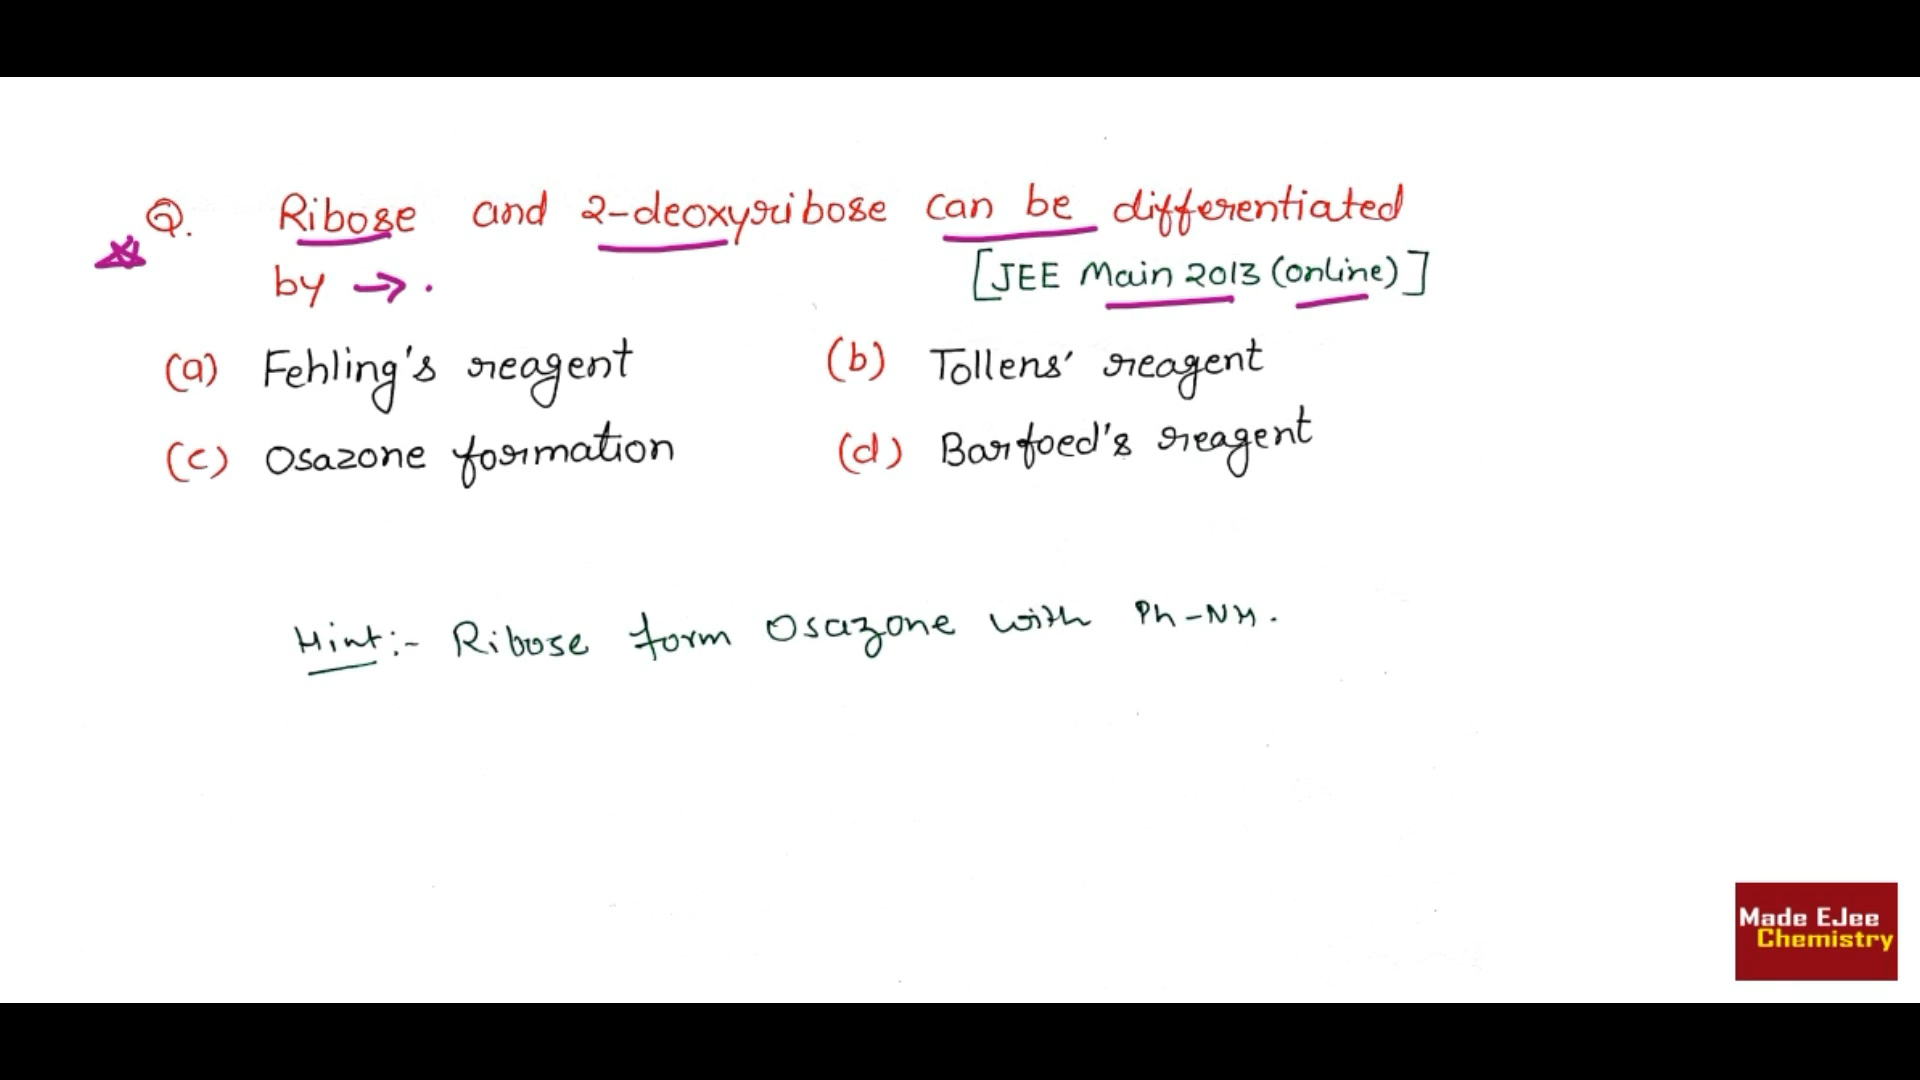 Q. Ribose and 2-deoxyribose can be differentiated
by → .
[JEE Main 2013 (online)]
(a) Fehling's reagent
(b) Tollens' reagent
(c) Osazone formation
(d) Barfoed's reagent
Hint:- Ribose form Osazone with Ph-NH.
Made EJee
Chemistry